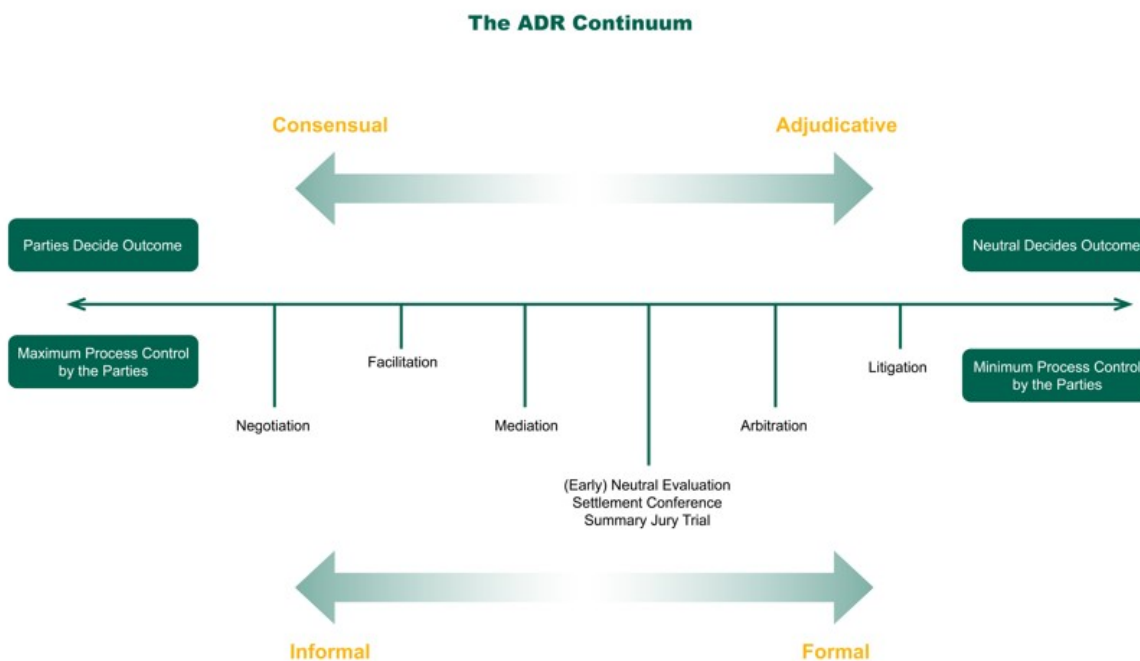 The ADR Continuum
Consensual
Adjudicative
Parties Decide Outcome
Neutral Decides Outcome
Maximum Process Control
by the Parties
Minimum Process Control
by the Parties
Facilitation
Litigation
Negotiation
Mediation
Arbitration
(Early) Neutral Evaluation
Settlement Conference
Summary Jury Trial
Informal
Formal